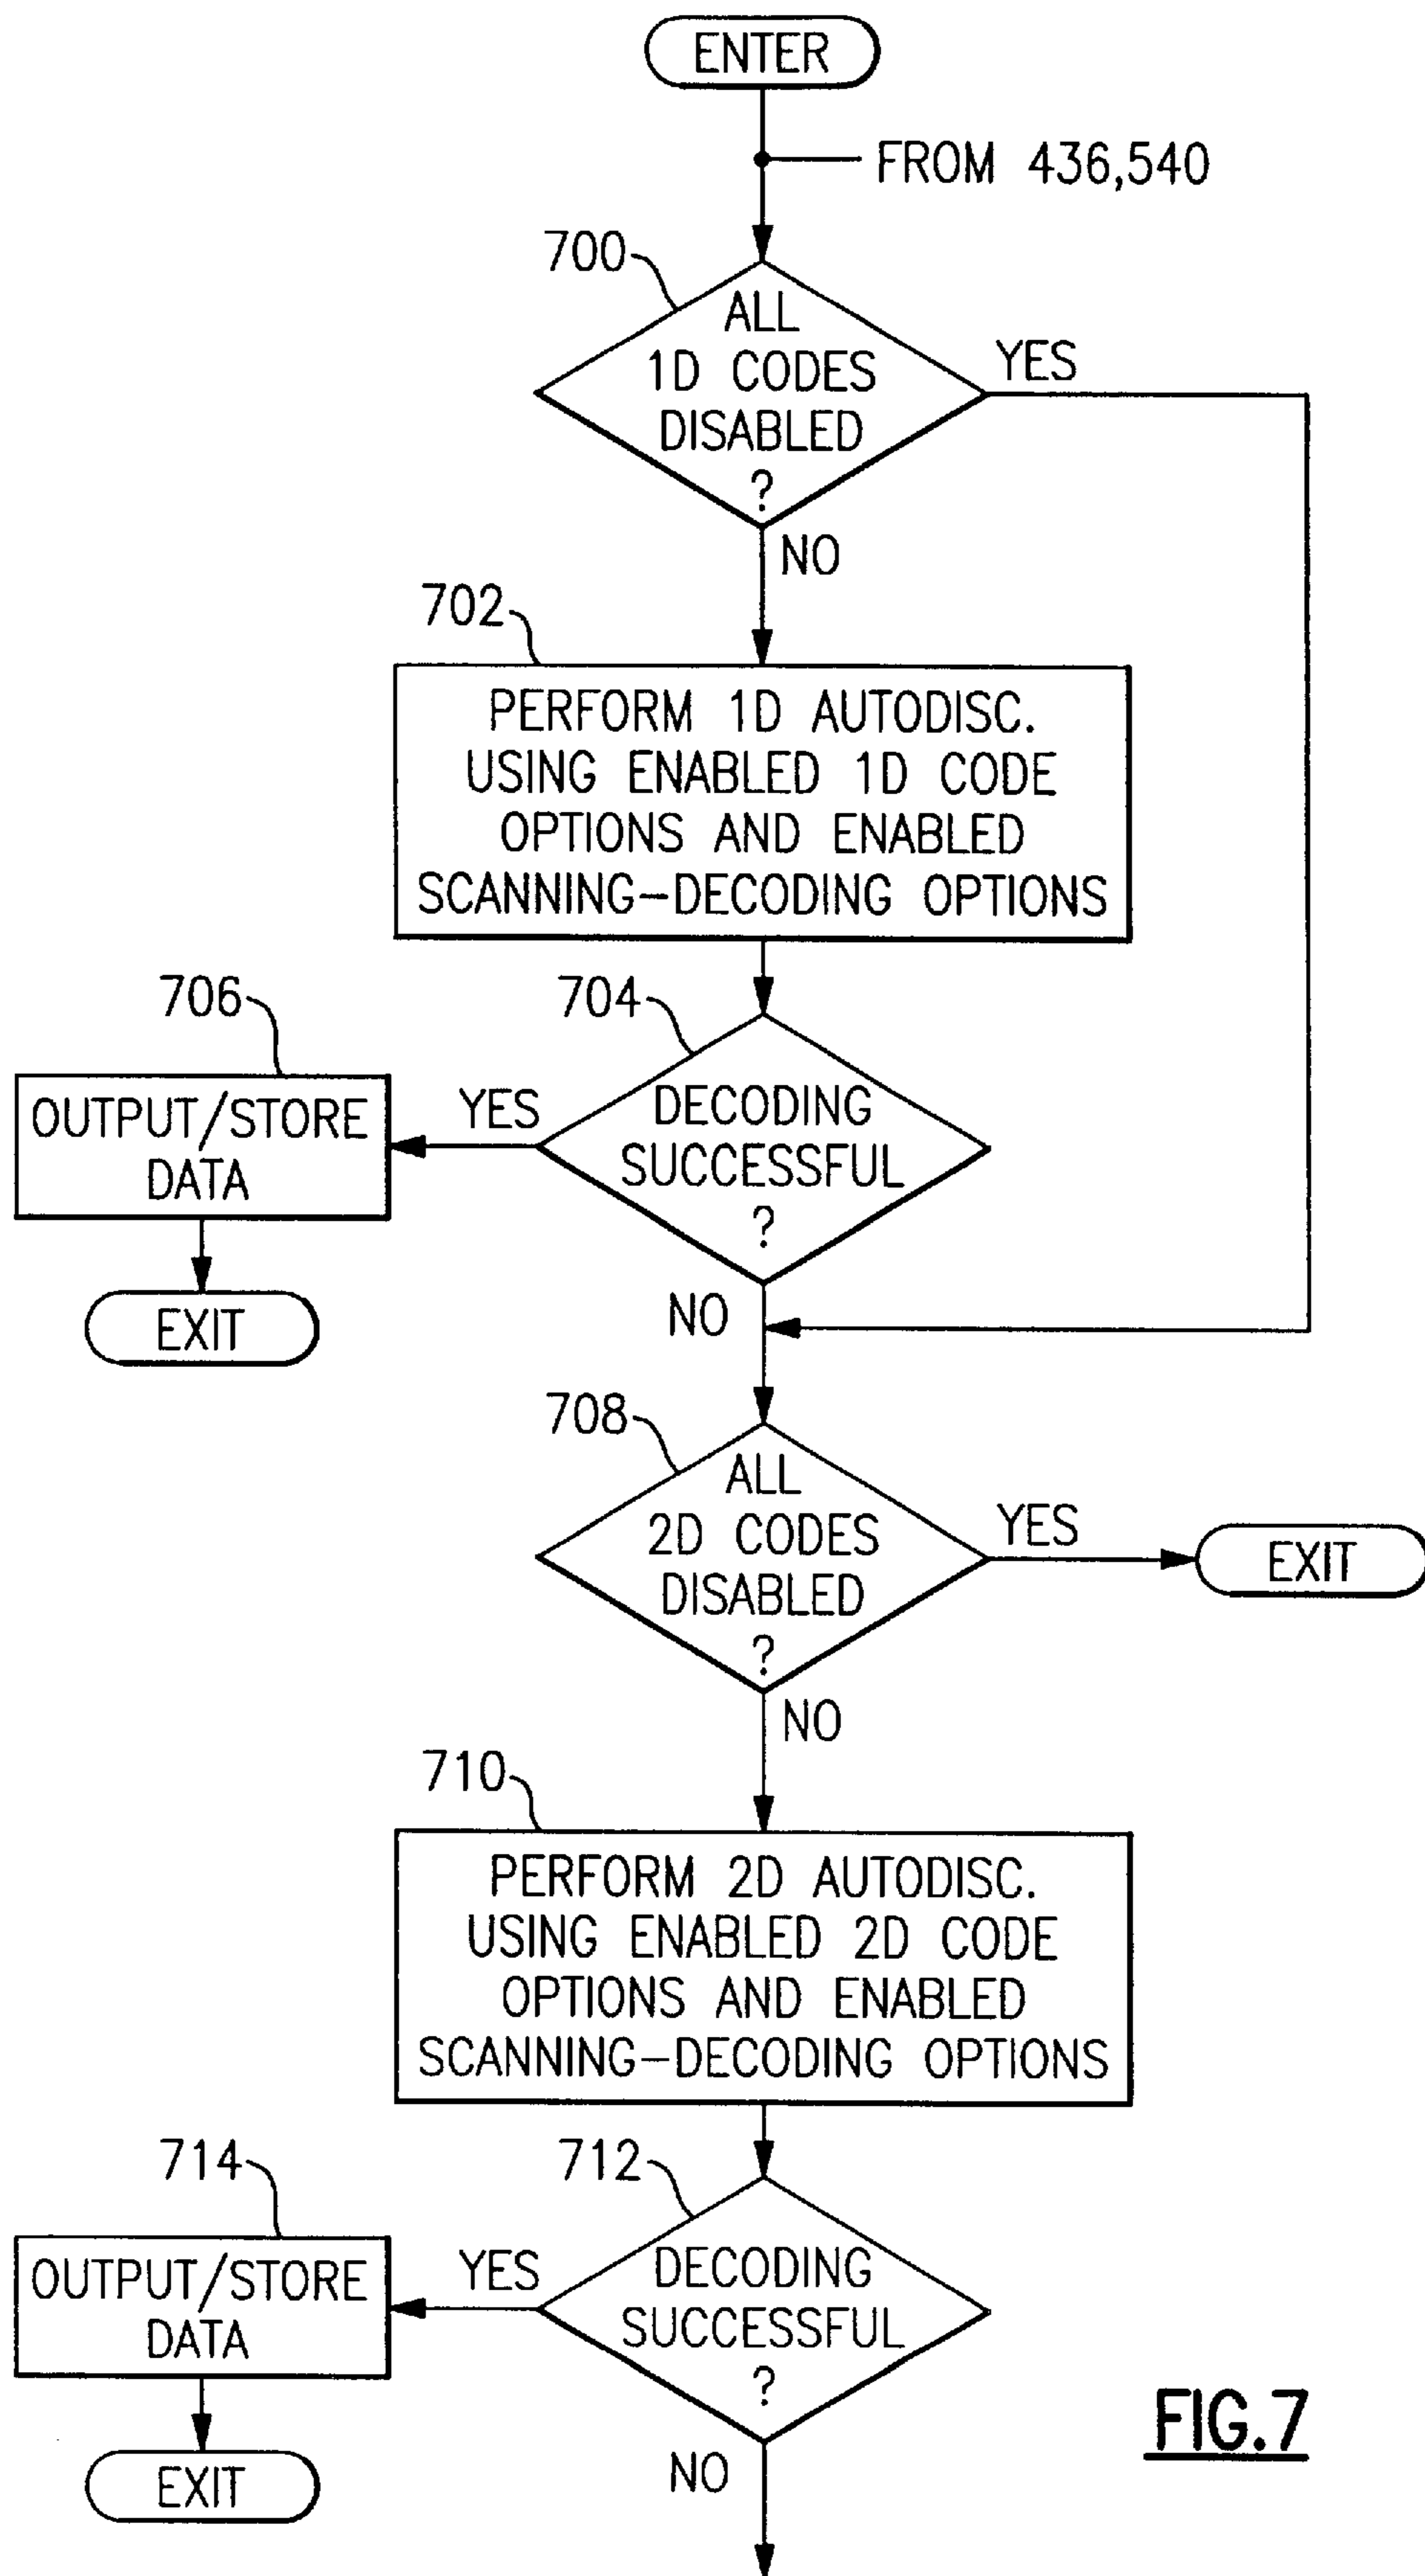 ENTER
FROM 436,540
700
ALL
1D CODES
DISABLED
?
YES
NO
702
PERFORM 1D AUTODISC.
USING ENABLED 1D CODE
OPTIONS AND ENABLED
SCANNING-DECODING OPTIONS
706
704
OUTPUT/STORE
DATA
YES
DECODING
SUCCESSFUL
?
EXIT
NO
708
ALL
2D CODES
DISABLED
?
YES
EXIT
NO
710
PERFORM 2D AUTODISC.
USING ENABLED 2D CODE
OPTIONS AND ENABLED
SCANNING-DECODING OPTIONS
714
712
OUTPUT/STORE
DATA
YES
DECODING
SUCCESSFUL
?
EXIT
NO
FIG.7